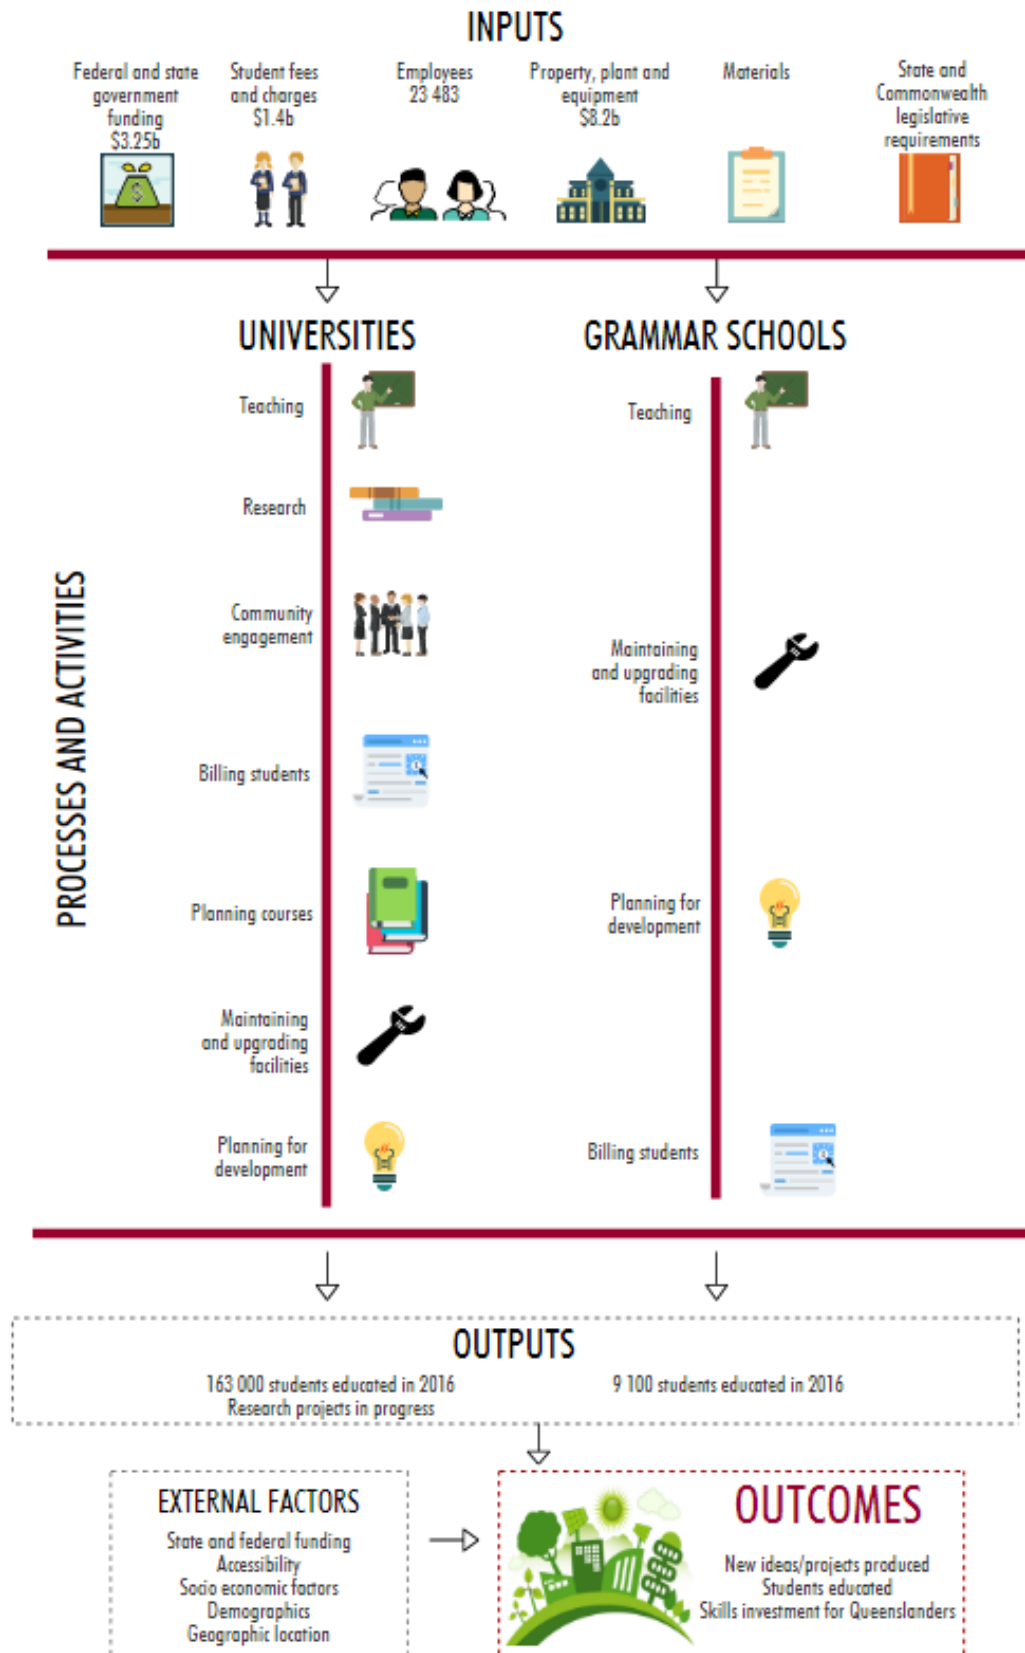 INPUTS
Federal and state
government
funding
$3.25b
Student fees
and charges
$1.4b
Employees
23 483
Property, plant and
equipment
$8.2b
Materials
State and
Commonwealth
legislative
requirements
UNIVERSITIES
GRAMMAR SCHOOLS
PROCESSES AND ACTIVITIES
Teaching
Research
Community
engagement
Billing students
Planning courses
Maintaining
and upgrading
facilities
Planning for
development
Teaching
Maintaining
and upgrading
facilities
Planning for
development
Billing students
OUTPUTS
163 000 students educated in 2016
Research projects in progress
9 100 students educated in 2016
EXTERNAL FACTORS
State and federal funding
Accessibility
Socio economic factors
Demographics
Geographic location
OUTCOMES
New ideas/projects produced
Students educated
Skills investment for Queenslanders